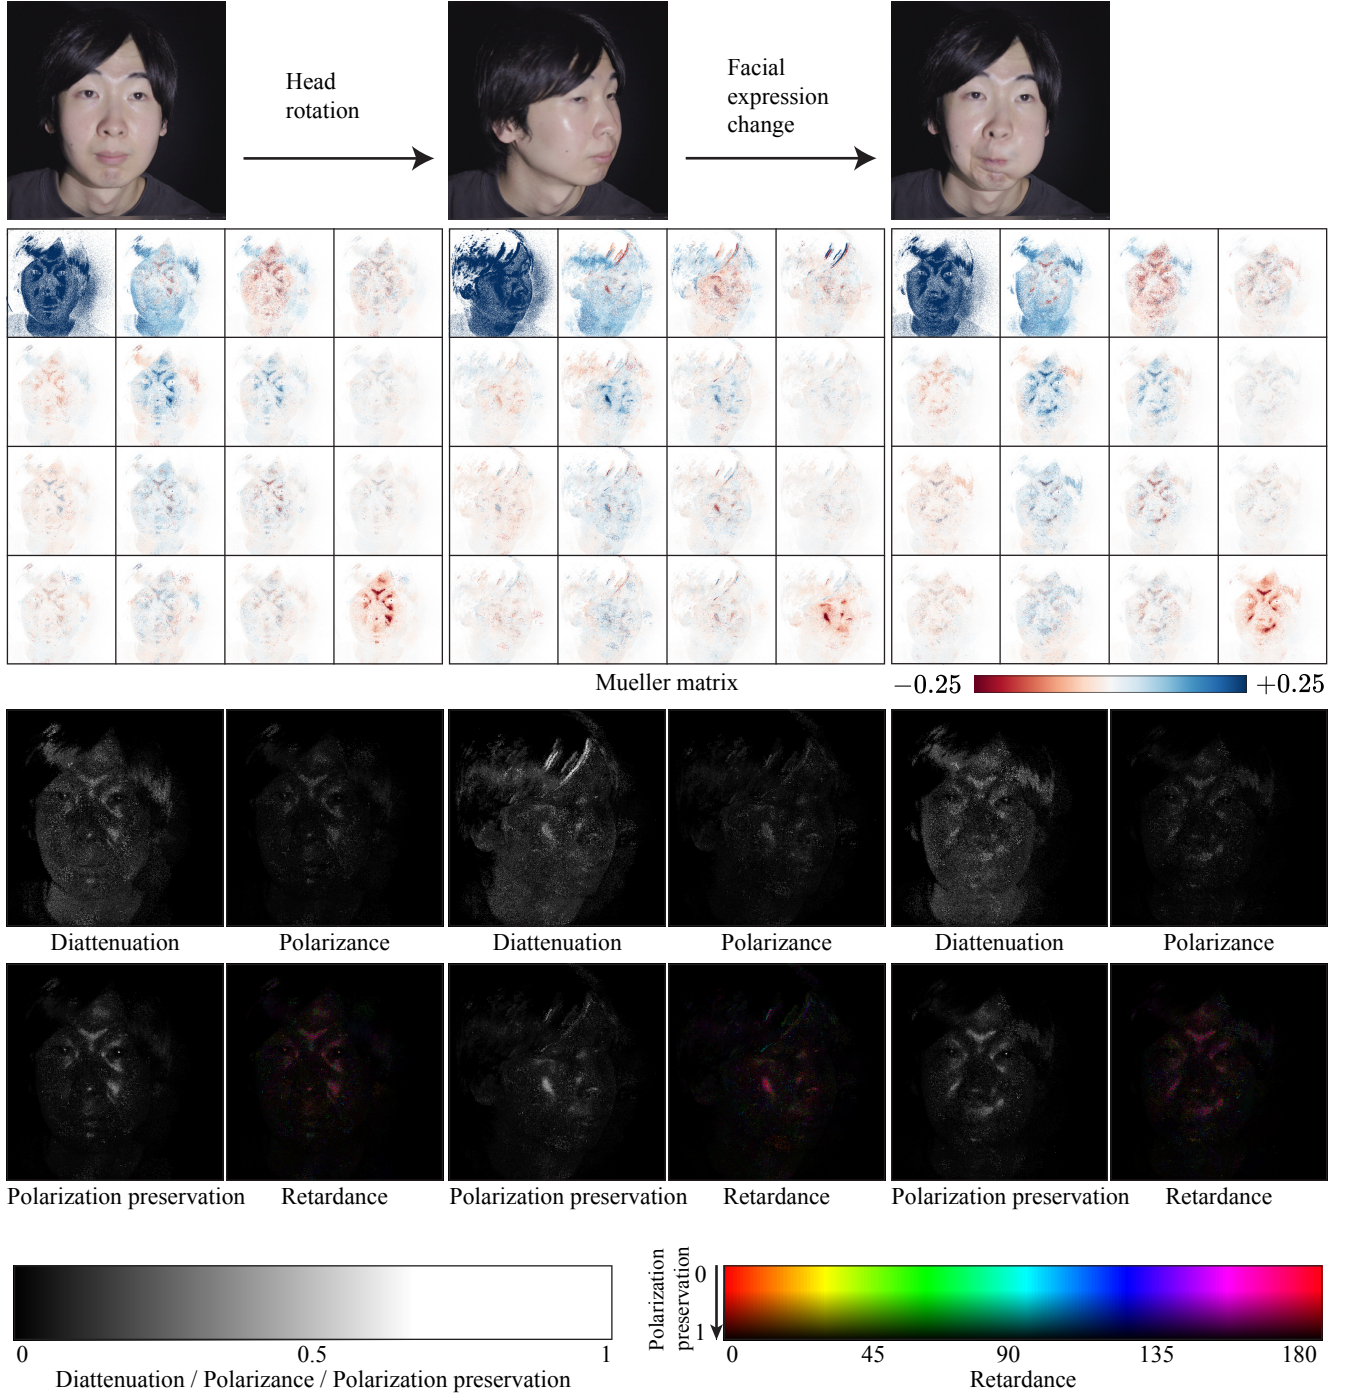 Head
rotation
Facial
expression
change
Mueller matrix
−0.25
+0.25
Diattenuation
Polarizance
Diattenuation
Polarizance
Diattenuation
Polarizance
Polarization preservation
Retardance
Polarization preservation
Retardance
Polarization preservation
Retardance
0
0.5
1
Diattenuation / Polarizance / Polarization preservation
Polarization
preservation
0
1
0
45
90
135
180
Retardance